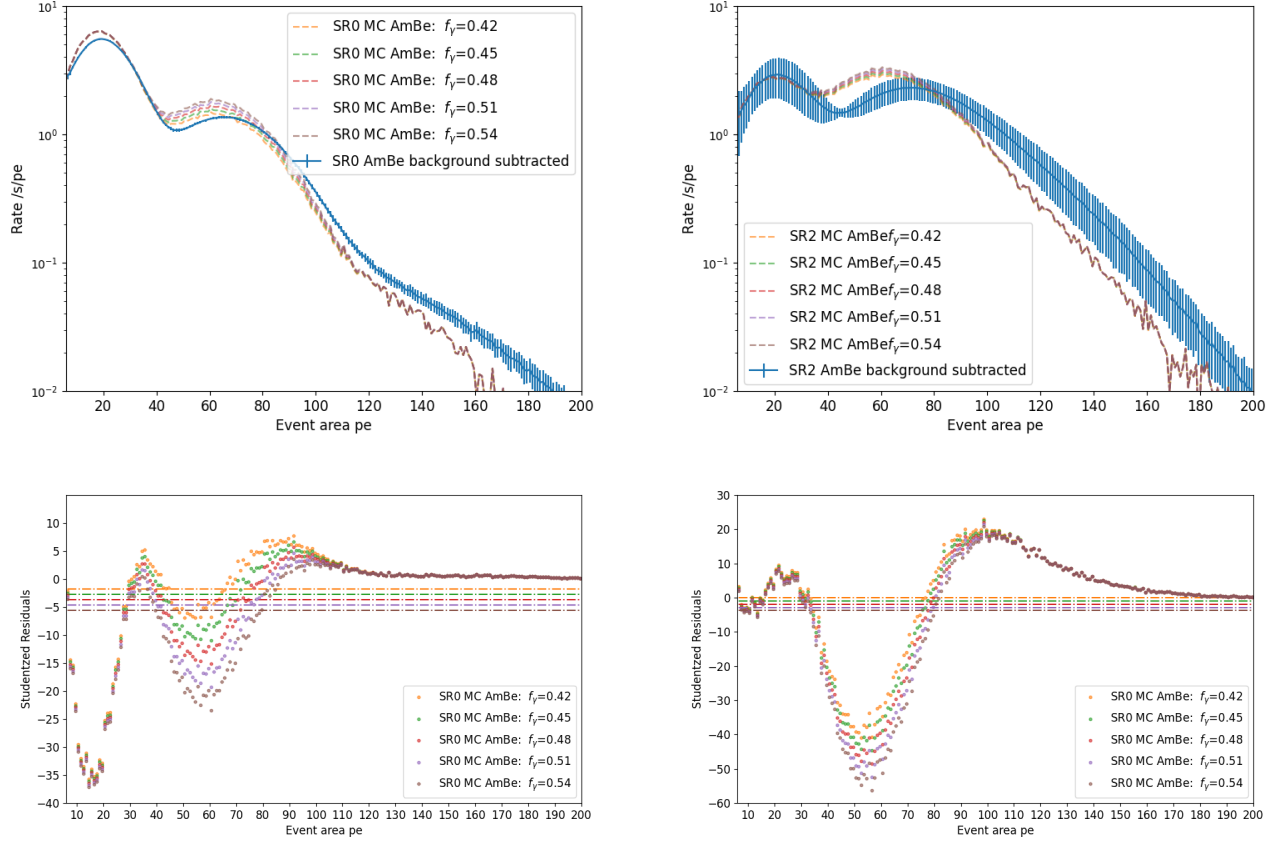 10¹
10⁰
10⁻¹
10⁻²
Rate /s/pe
SR0 MC AmBe: fγ=0.42
SR0 MC AmBe: fγ=0.45
SR0 MC AmBe: fγ=0.48
SR0 MC AmBe: fγ=0.51
SR0 MC AmBe: fγ=0.54
SR0 AmBe background subtracted
20 40 60 80 100 120 140 160 180 200
Event area pe
10¹
10⁰
10⁻¹
10⁻²
Rate /s/pe
SR2 MC AmBefγ=0.42
SR2 MC AmBefγ=0.45
SR2 MC AmBefγ=0.48
SR2 MC AmBefγ=0.51
SR2 MC AmBefγ=0.54
SR2 AmBe background subtracted
20 40 60 80 100 120 140 160 180 200
Event area pe
10
5
0
−5
−10
−15
−20
−25
−30
−35
−40
Studentzed Residuals
SR0 MC AmBe: fγ=0.42
SR0 MC AmBe: fγ=0.45
SR0 MC AmBe: fγ=0.48
SR0 MC AmBe: fγ=0.51
SR0 MC AmBe: fγ=0.54
10 20 30 40 50 60 70 80 90 100 110 120 130 140 150 160 170 180 190 200
Event area pe
30
20
10
0
−10
−20
−30
−40
−50
−60
Studentzed Residuals
SR0 MC AmBe: fγ=0.42
SR0 MC AmBe: fγ=0.45
SR0 MC AmBe: fγ=0.48
SR0 MC AmBe: fγ=0.51
SR0 MC AmBe: fγ=0.54
10 20 30 40 50 60 70 80 90 100 110 120 130 140 150 160 170 180 190 200
Event area pe